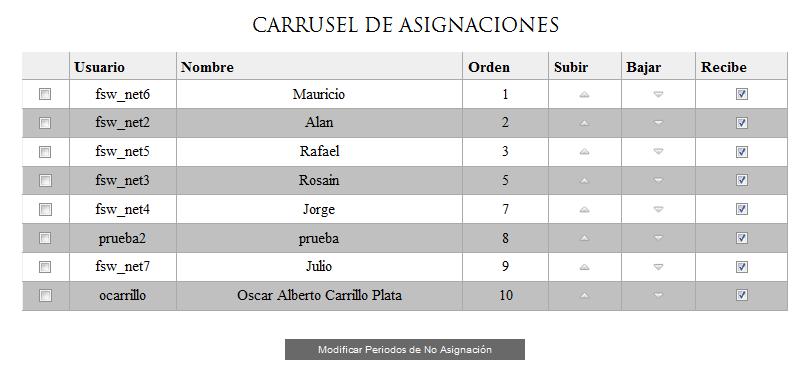 CARRUSEL DE ASIGNACIONES
Usuario Nombre Orden Subir Bajar Recibe
fsw_net6 Mauricio 1
fsw_net2 Alan 2
fsw_net5 Rafael 3
fsw_net3 Rosain 5
fsw_net4 Jorge 7
prueba2 prueba 8
fsw_net7 Julio 9
ocarrillo Oscar Alberto Carrillo Plata 10
Modificar Periodos de No Asignación